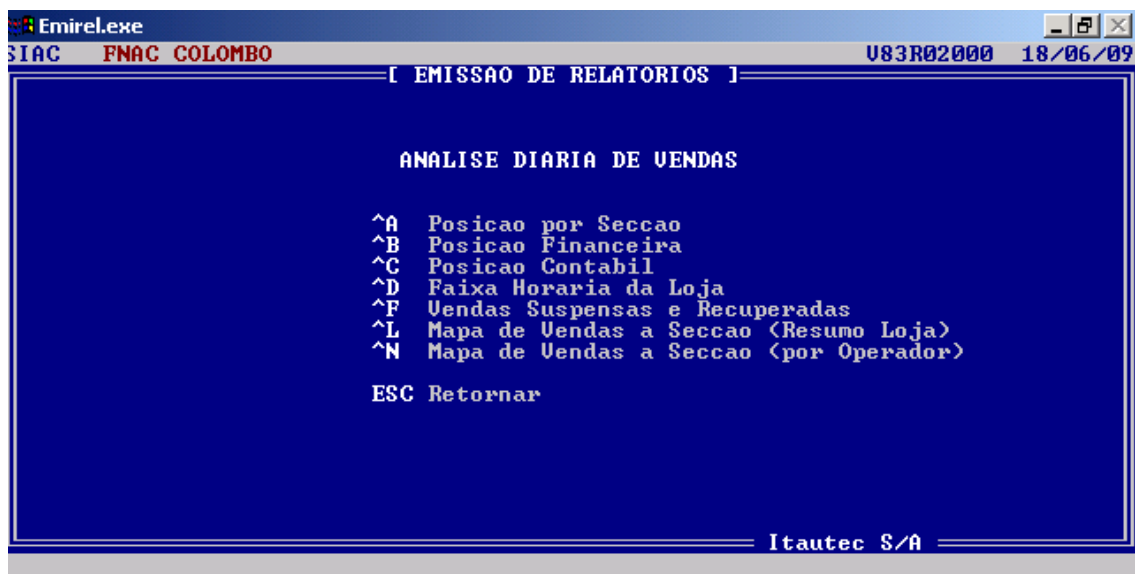 Emirel.exe
SIAC FNAC COLOMBO V83R02000 18/06/09
[ EMISSAO DE RELATORIOS ]
ANALISE DIARIA DE VENDAS
^A Posicao por Seccao
^B Posicao Financeira
^C Posicao Contabil
^D Faixa Horaria da Loja
^F Vendas Suspensas e Recuperadas
^L Mapa de Vendas a Seccao (Resumo Loja)
^N Mapa de Vendas a Seccao (por Operador)
ESC Retornar
Itautec S/A